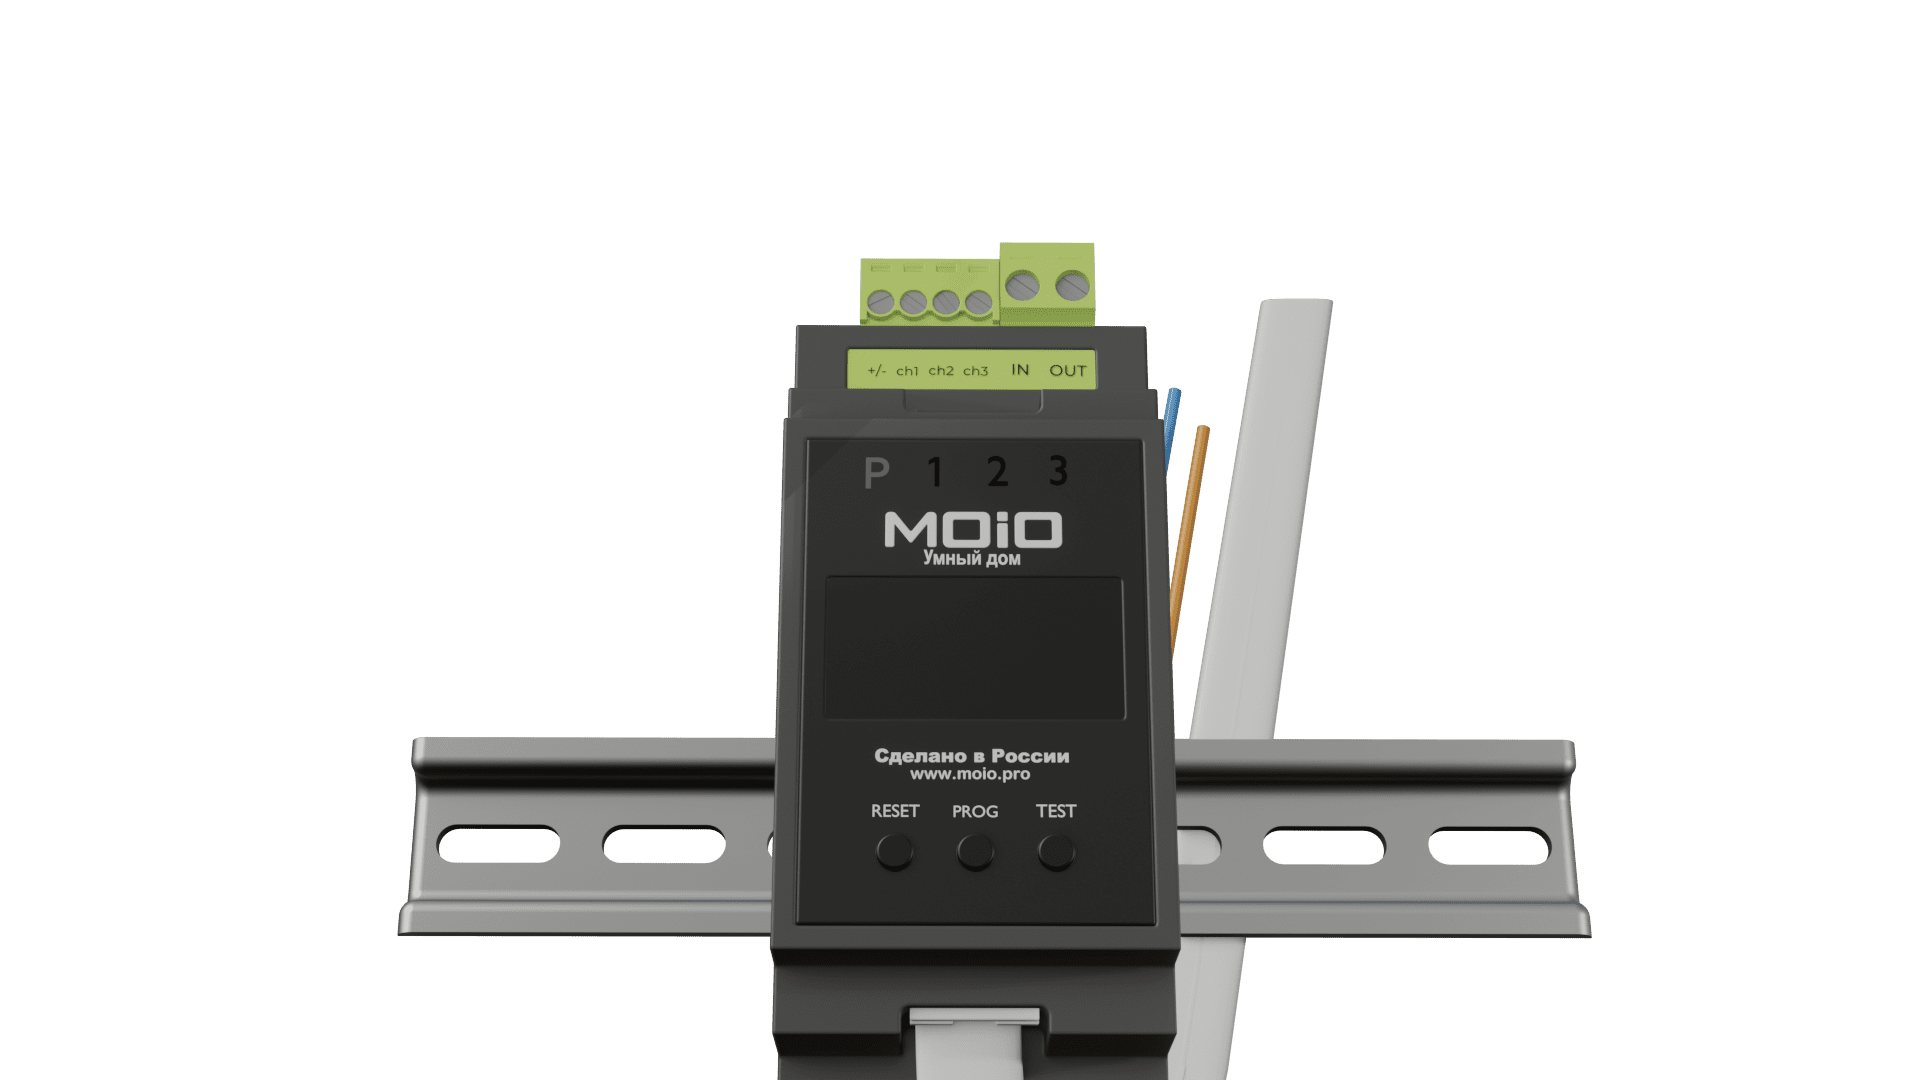 +/- ch1 ch2 ch3 IN OUT
P 1 2 3
MOiO
Умный дом
Сделано в России
www.moio.pro
RESET PROG TEST